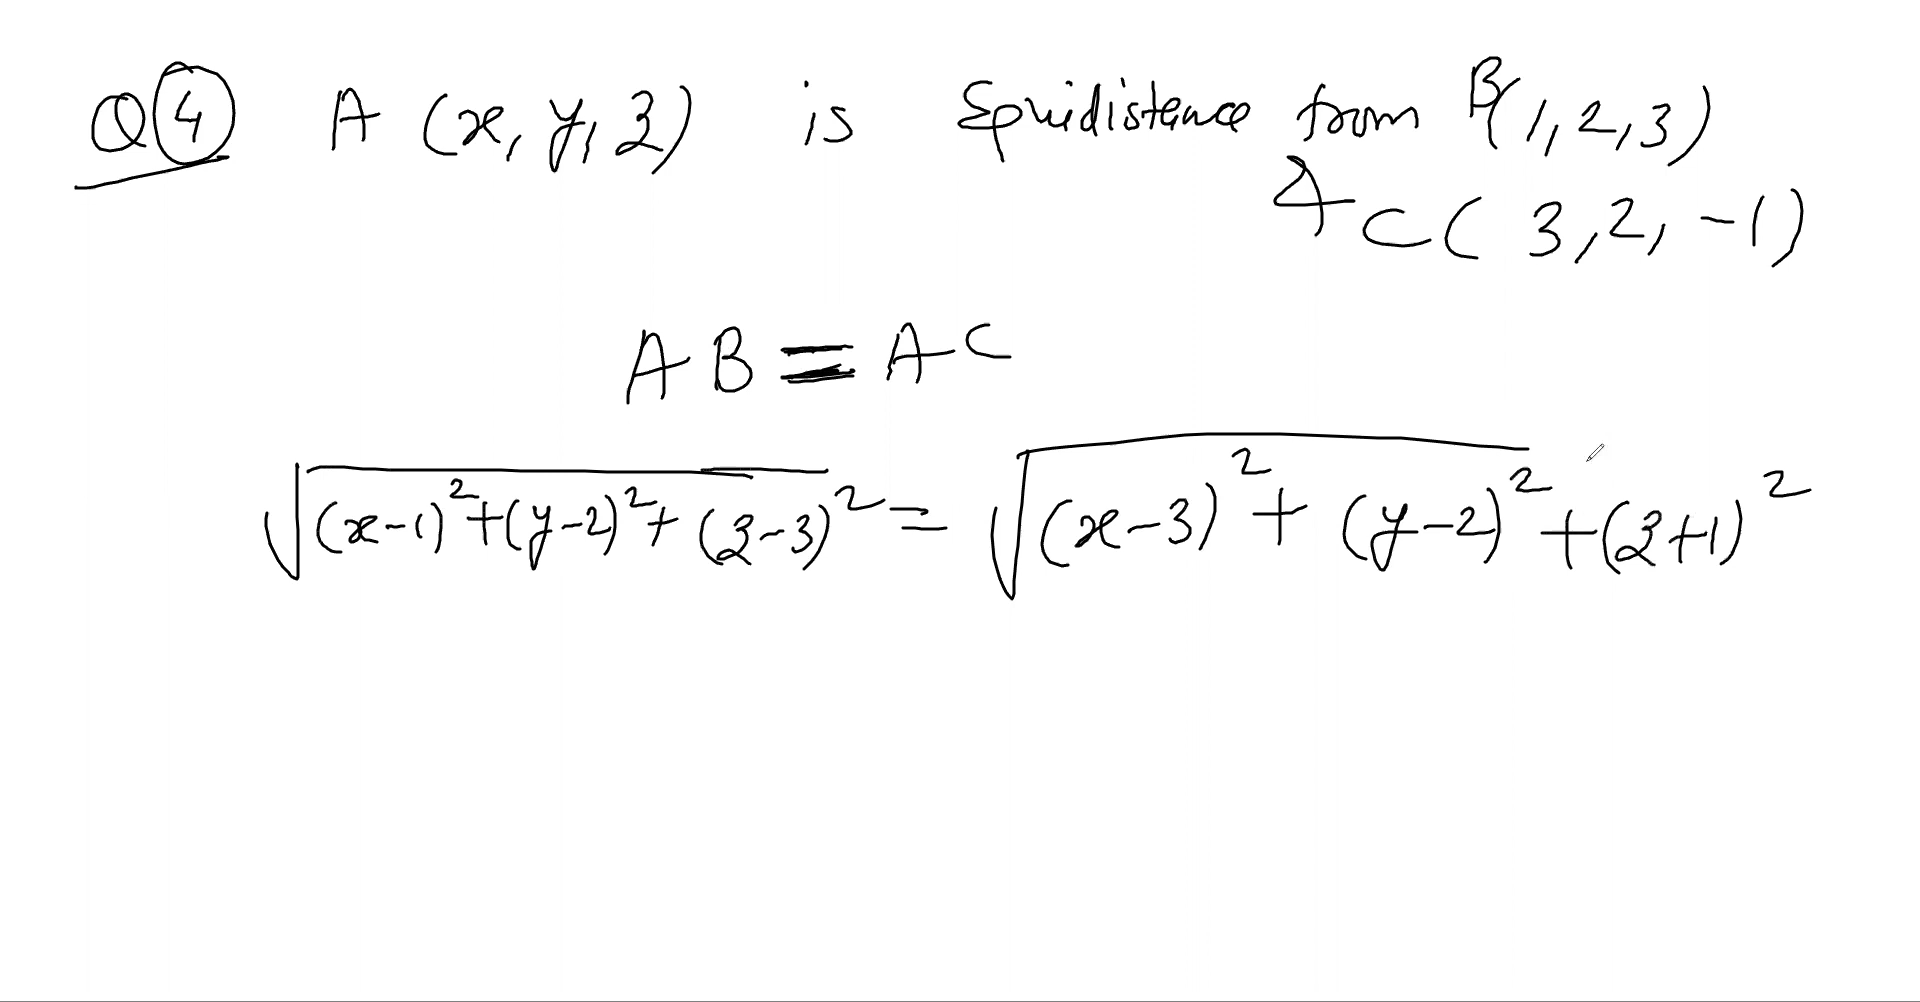 Q4 A (x, y, z) is Equidistance from B(1, 2, 3)
& C( 3, 2, -1)
AB = AC
√(x-1)²+(y-2)²+(z-3)² = √(x-3)²+(y-2)²+(z+1)²